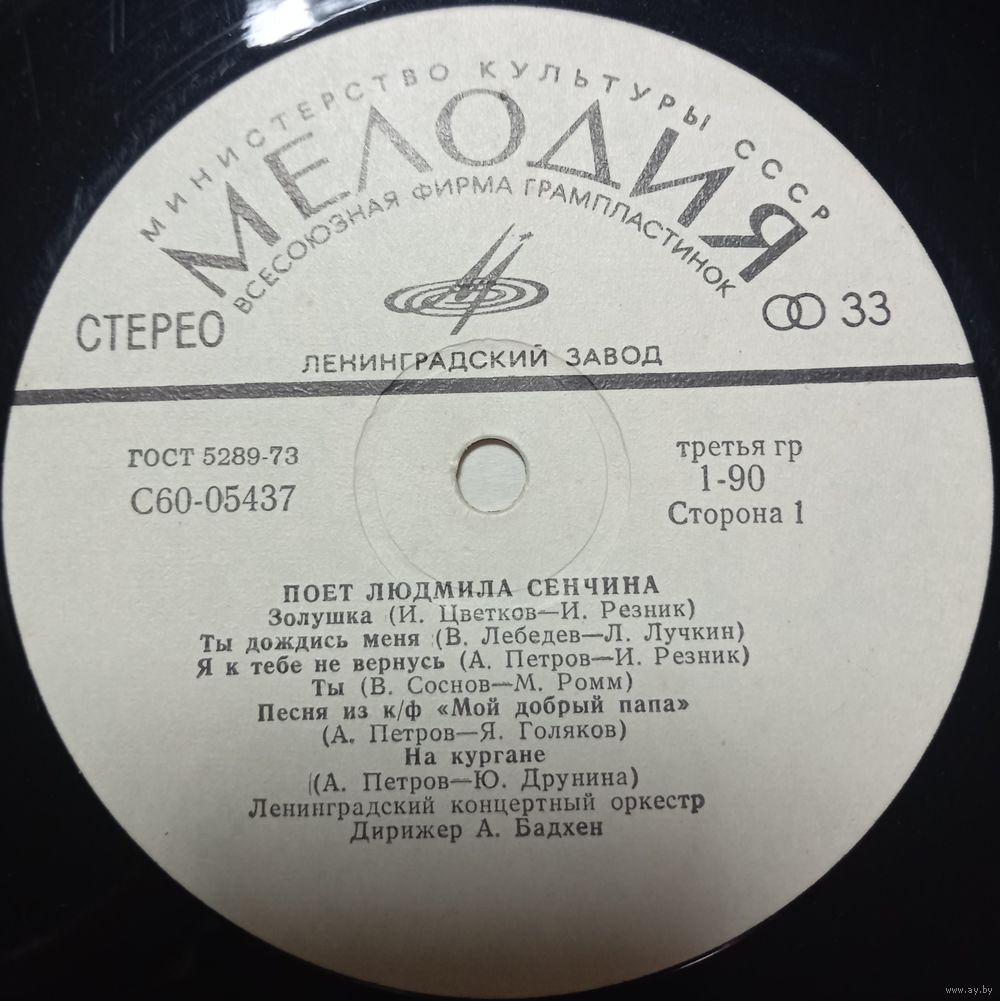 МИНИСТЕРСТВО КУЛЬТУРЫ СССР
МЕЛОДИЯ
ВСЕСОЮЗНАЯ ФИРМА ГРАМПЛАСТИНОК
СТЕРЕО
33
ЛЕНИНГРАДСКИЙ ЗАВОД
ГОСТ 5289-73
С60-05437
третья гр
1-90
Сторона 1
ПОЕТ ЛЮДМИЛА СЕНЧИНА
Золушка (И. Цветков—И. Резник)
Ты дождись меня (В. Лебедев—Л. Лучкин)
Я к тебе не вернусь (А. Петров—И. Резник)
Ты (В. Соснов—М. Ромм)
Песня из к/ф «Мой добрый папа»
(А. Петров—Я. Голяков)
На кургане
(А. Петров—Ю. Друнина)
Ленинградский концертный оркестр
Дирижер А. Бадхен
www.ay.by